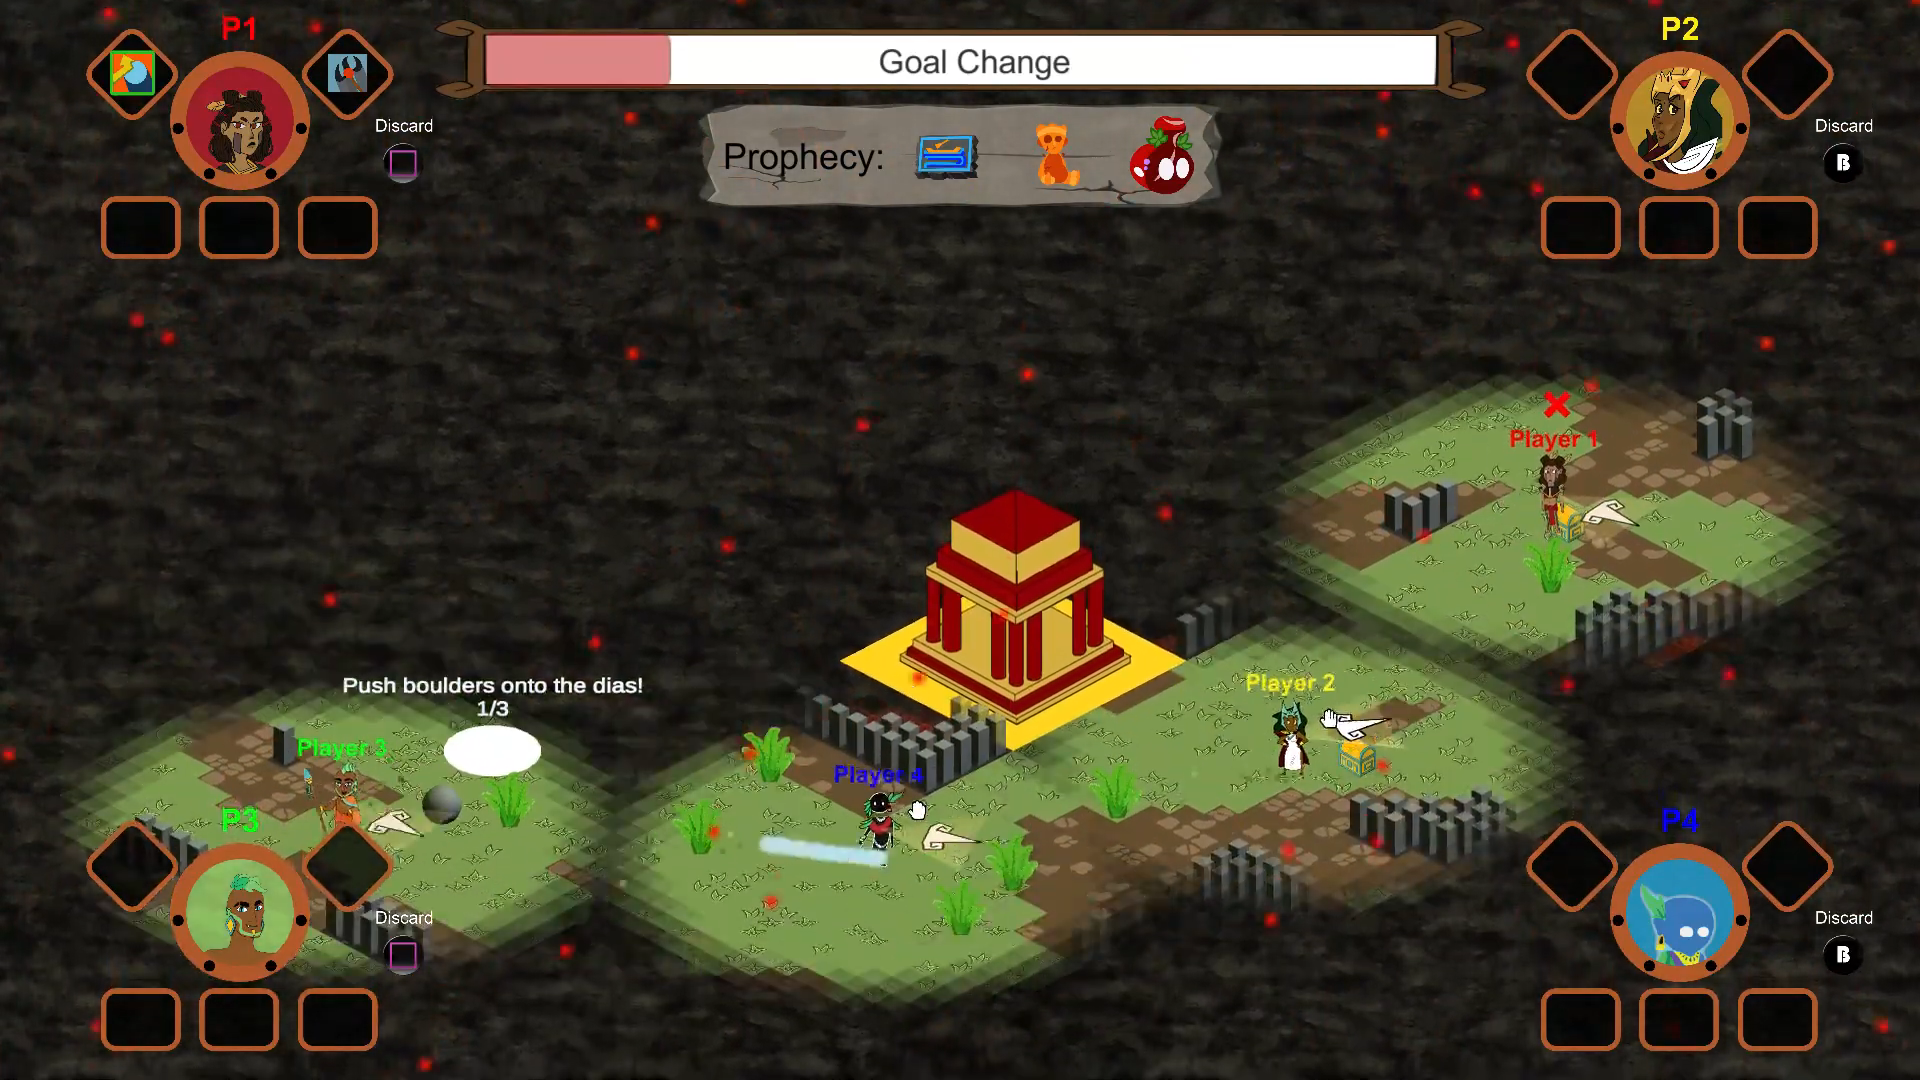 P1
P2
Goal Change
Discard
Discard
B
Prophecy:
Player 1
Push boulders onto the dias!
1/3
Player 2
Player 3
Player 4
P3
P4
Discard
Discard
B